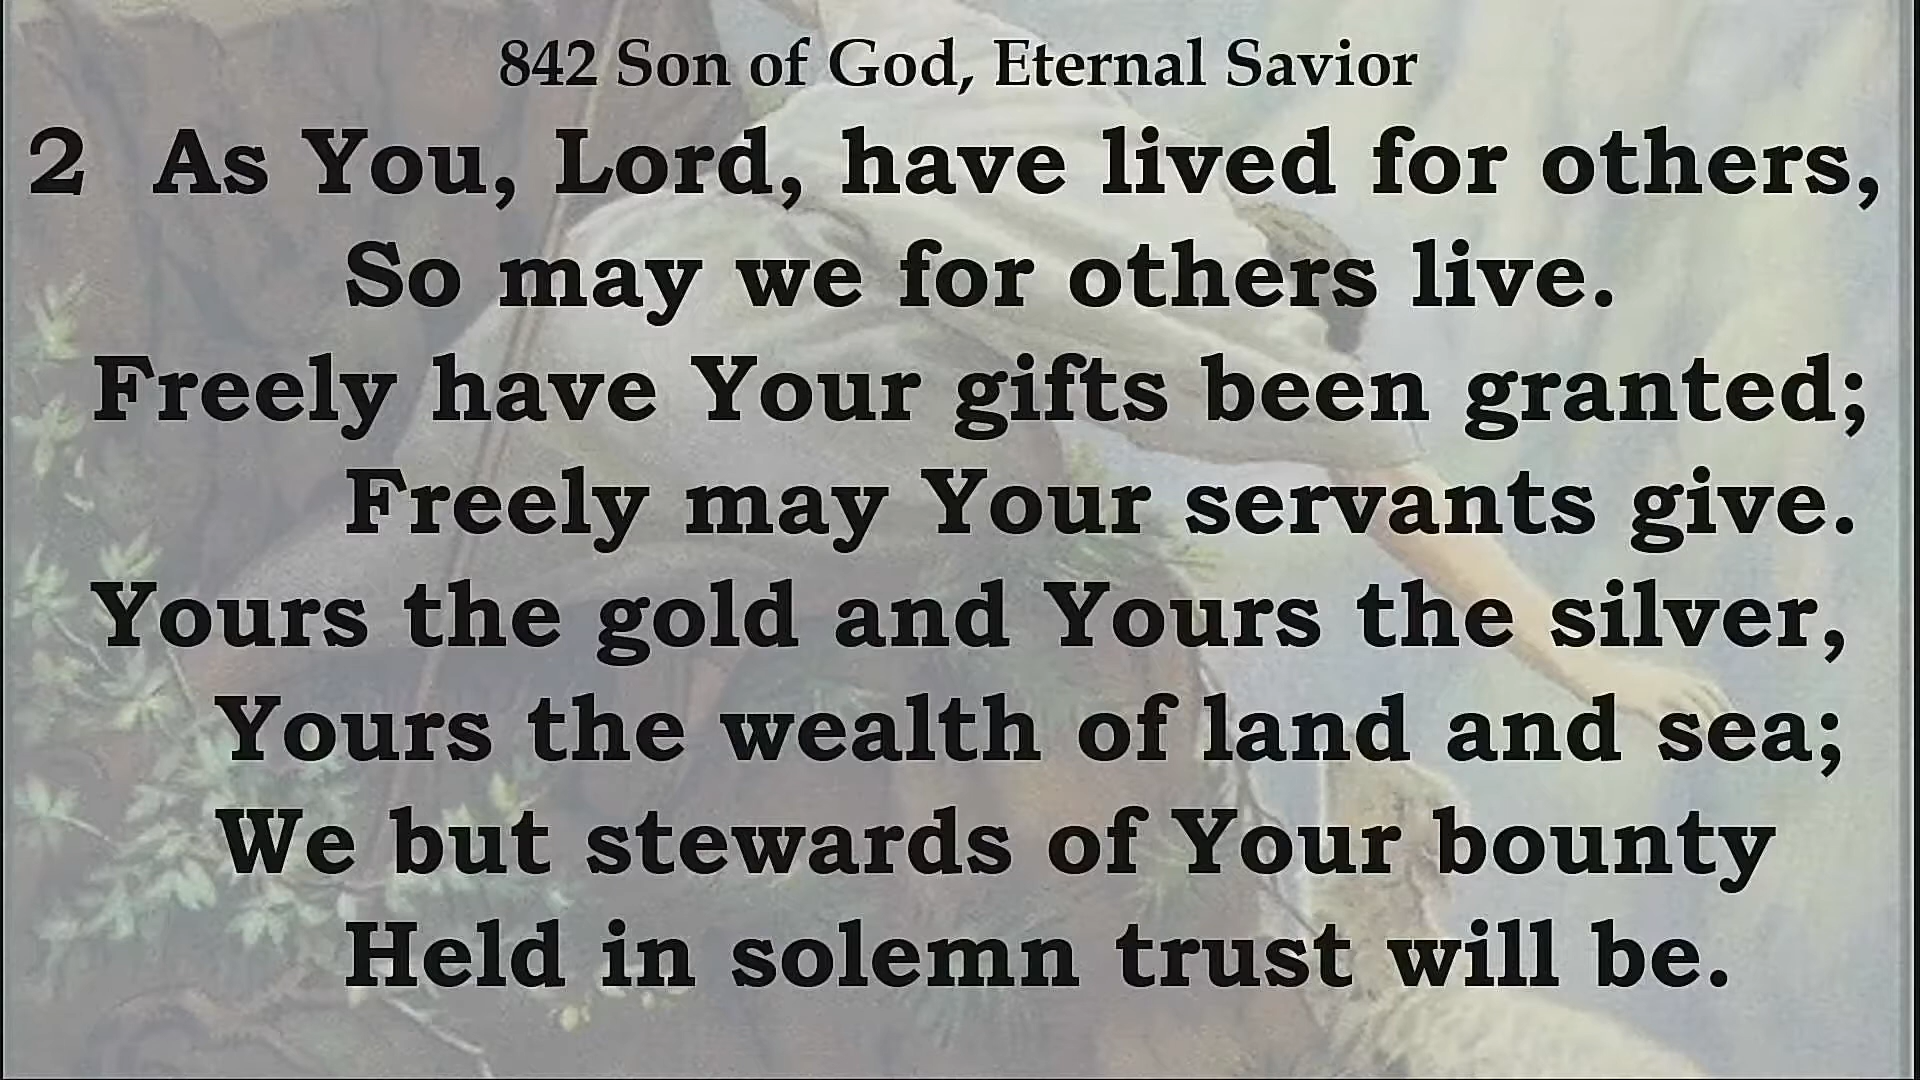 842 Son of God, Eternal Savior
2 As You, Lord, have lived for others,
So may we for others live.
Freely have Your gifts been granted;
Freely may Your servants give.
Yours the gold and Yours the silver,
Yours the wealth of land and sea;
We but stewards of Your bounty
Held in solemn trust will be.